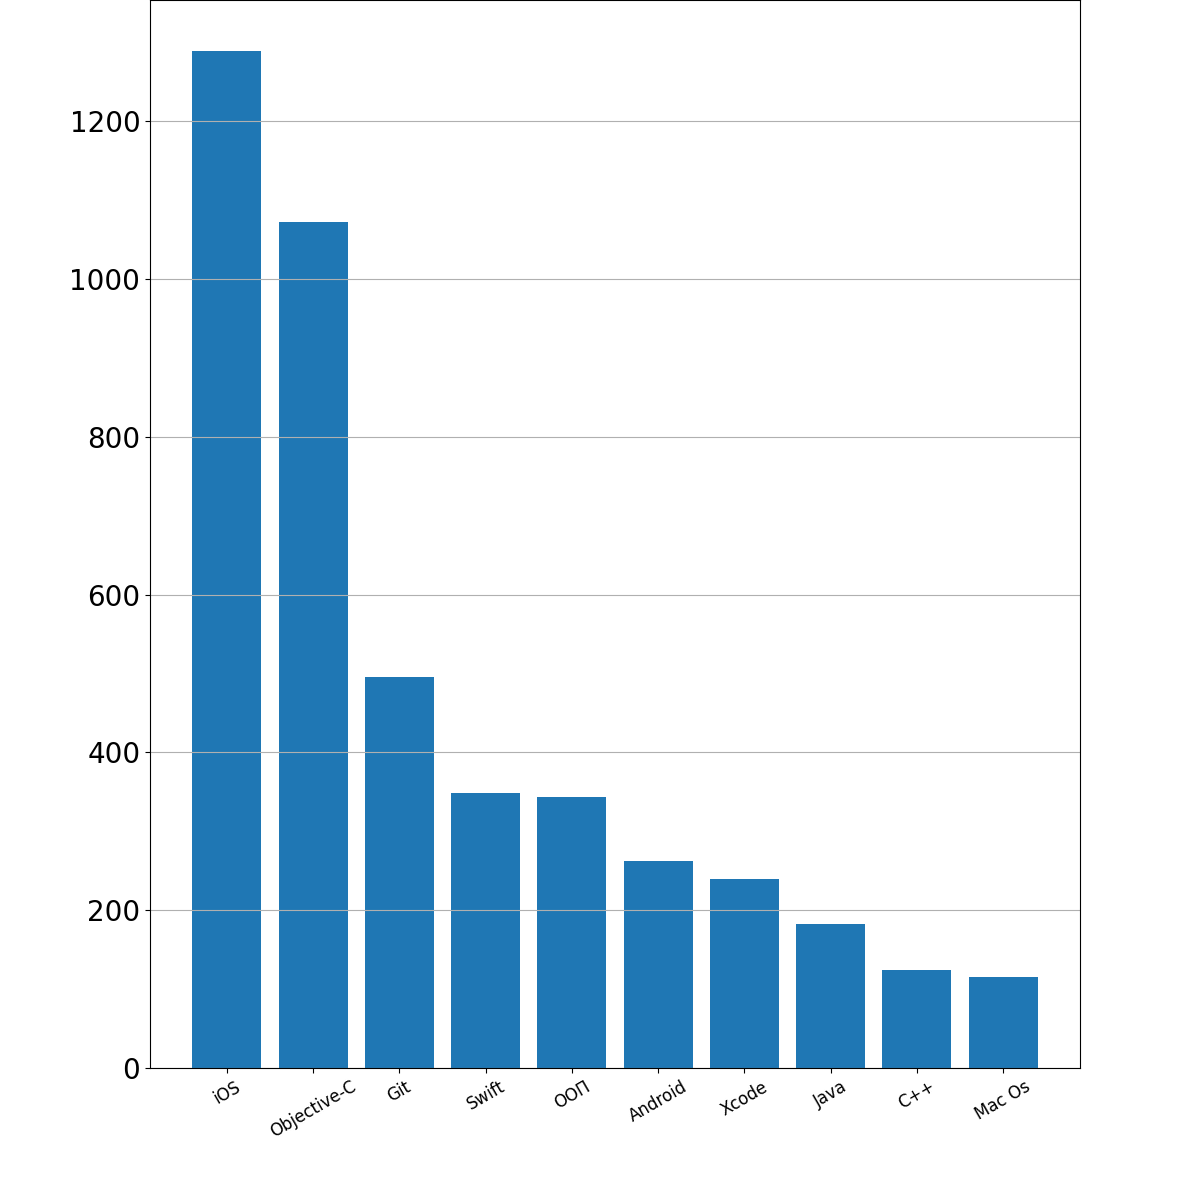 1200
1000
800
600
400
200
0
iOS
Objective-C
Git
Swift
ООП
Android
Xcode
Java
C++
Mac Os